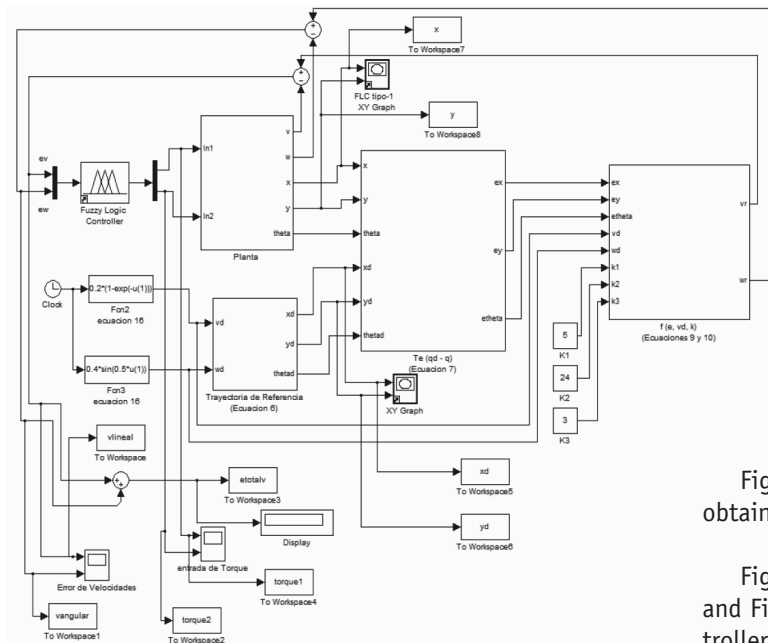 x
To Workspace7
FLC tipo-1
XY Graph
y
To Workspace8
ev
ew
Fuzzy Logic
Controller
In1
In2
v
w
x
y
theta
Planta
x
y
theta
xd
yd
thetad
ex
ey
etheta
Te (qd - q)
(Equacion 7)
ex
ey
etheta
vd
wd
k1
k2
k3
vr
wr
f (e, vd, k)
(Equaciones 9 y 10)
Clock
0.2*(1-exp(-u(1)))
Fcn2
ecuacion 16
0.4*sin(0.5*u(1))
Fcn3
ecuacion 16
vd
wd
xd
yd
thetad
Trayectoria de Referencia
(Ecuacion 6)
XY Graph
5
K1
24
K2
3
K3
vlineal
To Workspace
etotalv
To Workspace3
Display
xd
To Workspace5
yd
To Workspace6
Error de Velocidades
entrada de Torque
torque1
To Workspace4
vangular
To Workspace1
torque2
To Workspace2
Fig
obtain
Fig
and Fi
troller